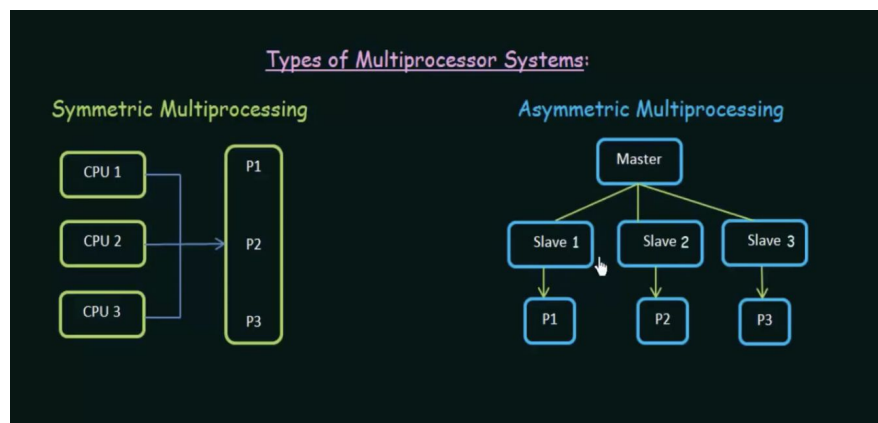 Types of Multiprocessor Systems:
Symmetric Multiprocessing
CPU 1
CPU 2
CPU 3
P1
P2
P3
Asymmetric Multiprocessing
Master
Slave 1
Slave 2
Slave 3
P1
P2
P3